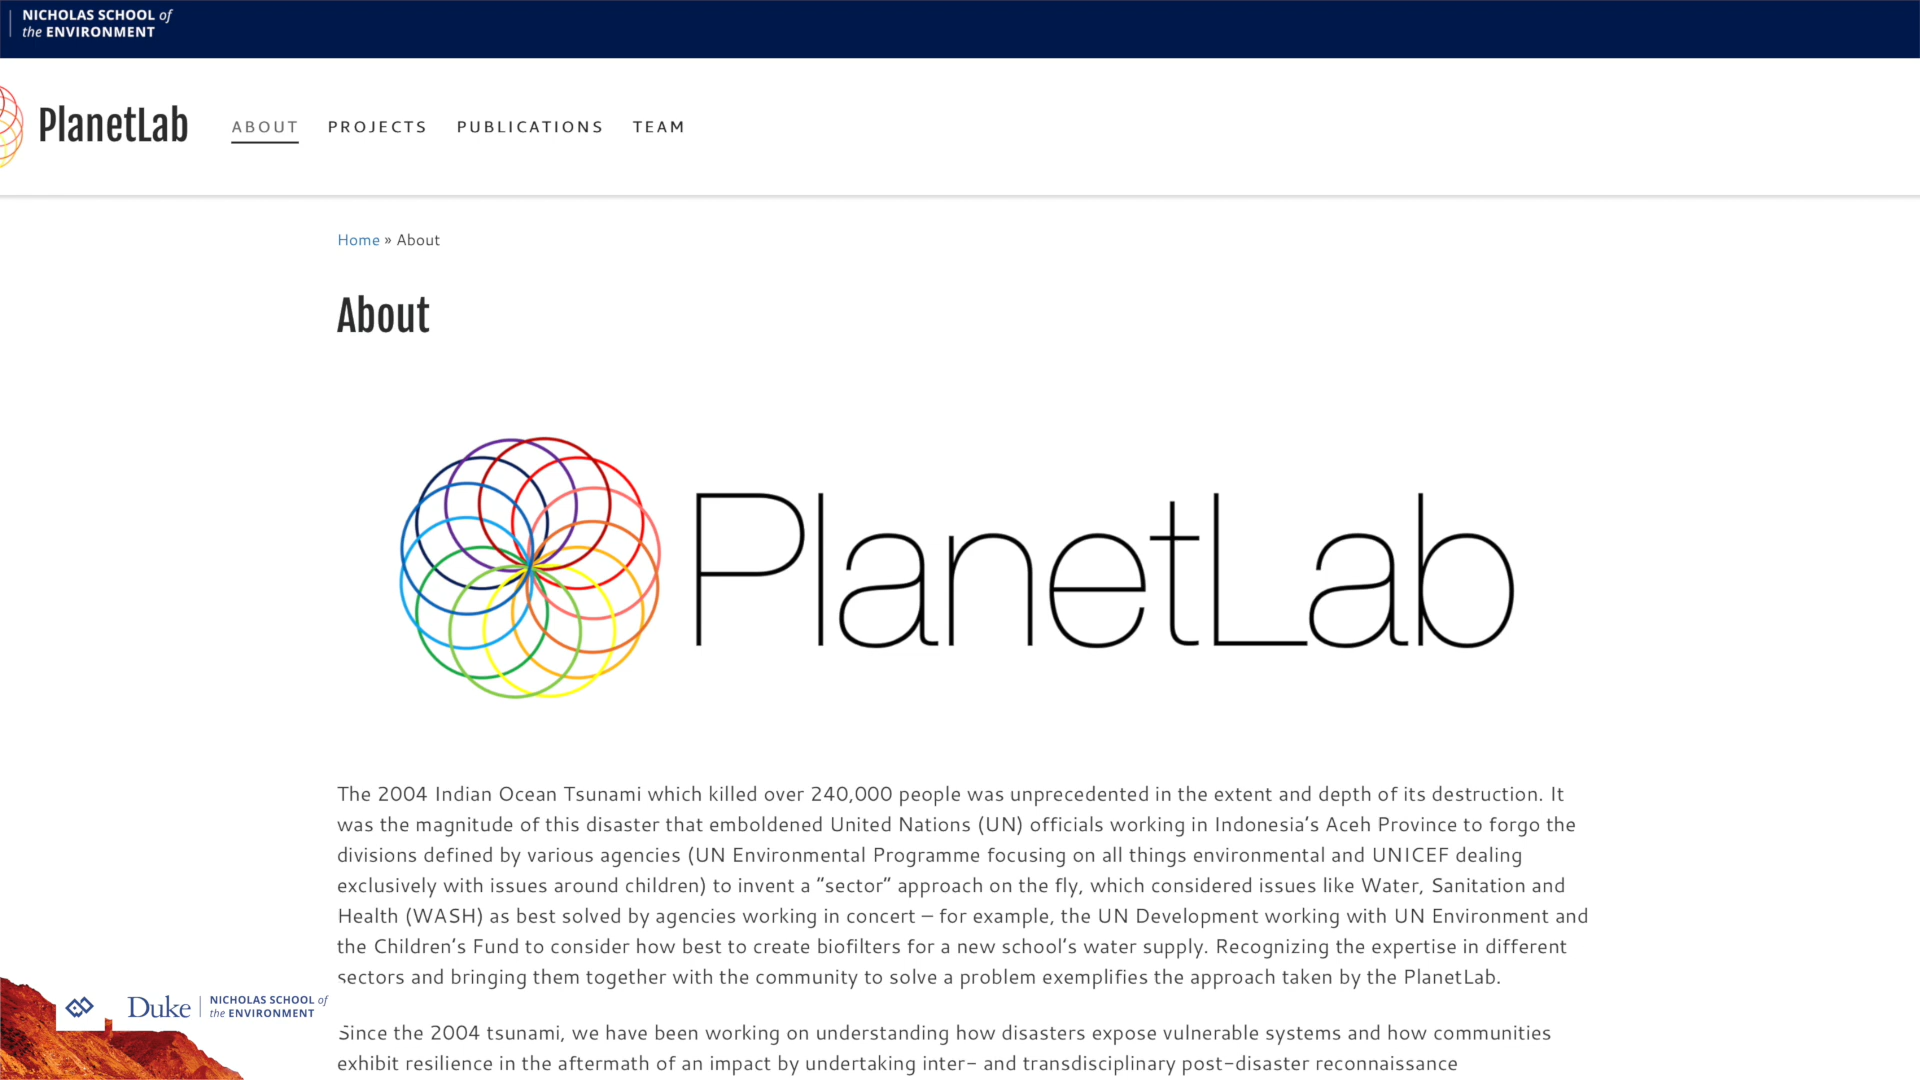 NICHOLAS SCHOOL of
the ENVIRONMENT
PlanetLab
ABOUT PROJECTS PUBLICATIONS TEAM
Home » About
About
PlanetLab
The 2004 Indian Ocean Tsunami which killed over 240,000 people was unprecedented in the extent and depth of its destruction. It
was the magnitude of this disaster that emboldened United Nations (UN) officials working in Indonesia’s Aceh Province to forgo the
divisions defined by various agencies (UN Environmental Programme focusing on all things environmental and UNICEF dealing
exclusively with issues around children) to invent a “sector” approach on the fly, which considered issues like Water, Sanitation and
Health (WASH) as best solved by agencies working in concert – for example, the UN Development working with UN Environment and
the Children’s Fund to consider how best to create biofilters for a new school’s water supply. Recognizing the expertise in different
sectors and bringing them together with the community to solve a problem exemplifies the approach taken by the PlanetLab.
Since the 2004 tsunami, we have been working on understanding how disasters expose vulnerable systems and how communities
exhibit resilience in the aftermath of an impact by undertaking inter- and transdisciplinary post-disaster reconnaissance
Duke NICHOLAS SCHOOL of
the ENVIRONMENT